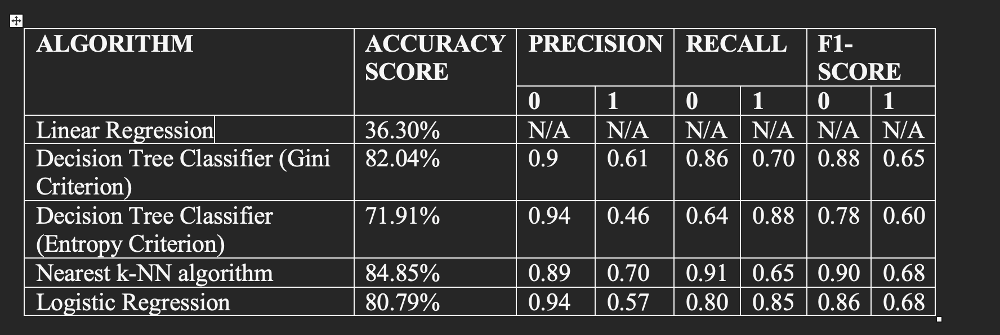 ALGORITHM ACCURACY PRECISION RECALL F1-
SCORE SCORE
0 1 0 1 0 1
Linear Regression 36.30% N/A N/A N/A N/A N/A N/A
Decision Tree Classifier (Gini 82.04% 0.9 0.61 0.86 0.70 0.88 0.65
Criterion)
Decision Tree Classifier 71.91% 0.94 0.46 0.64 0.88 0.78 0.60
(Entropy Criterion)
Nearest k-NN algorithm 84.85% 0.89 0.70 0.91 0.65 0.90 0.68
Logistic Regression 80.79% 0.94 0.57 0.80 0.85 0.86 0.68